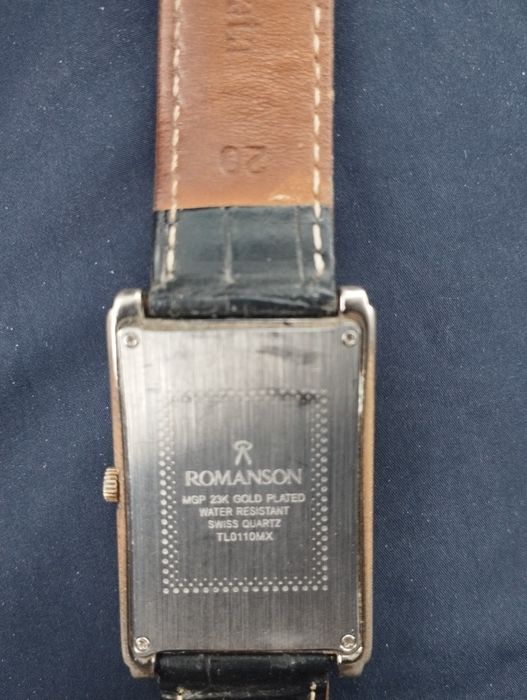 20
ROMANSON
MGP 23K GOLD PLATED
WATER RESISTANT
SWISS QUARTZ
TL0110MX